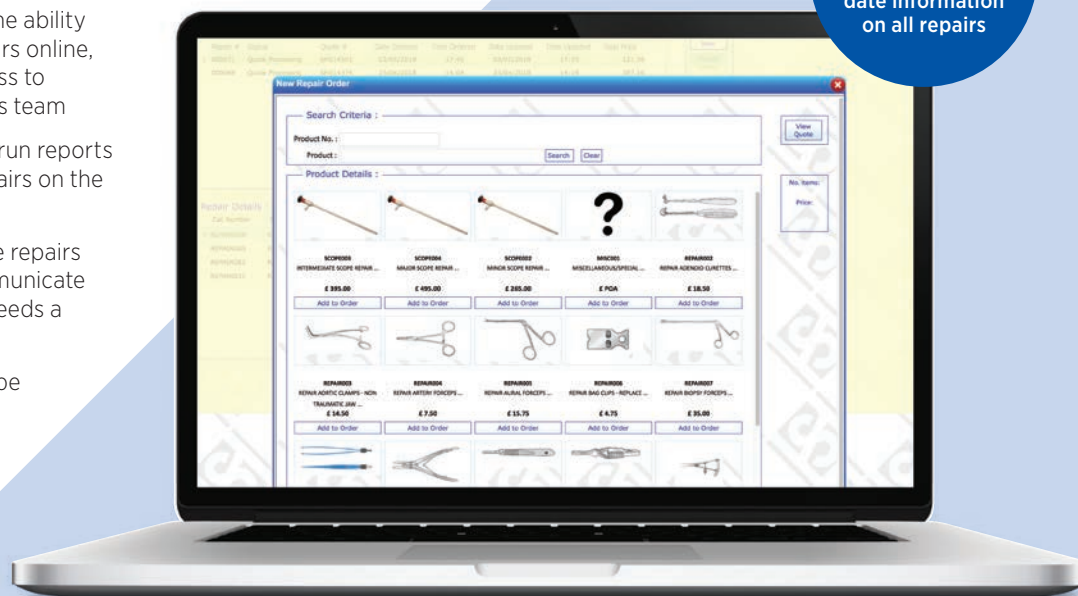 he ability
rs online,
ss to
s team
run reports
airs on the
e repairs
municate
eeds a
be
date information
on all repairs
New Repair Order
Search Criteria :
Product No. :
Product :
Search Clear
View
Quote
Product Details :
No. Items:
Price:
SCOPE003 SCOPE004 SCOPE002 MISC001 REPAIR002
INTERMEDIATE SCOPE REPAIR ... MAJOR SCOPE REPAIR ... MINOR SCOPE REPAIR ... MISCELLANEOUS/SPECIAL ... REPAIR ADENOID CURETTES ...
£ 395.00 £ 495.00 £ 265.00 £ POA £ 18.50
Add to Order Add to Order Add to Order Add to Order Add to Order
REPAIR003 REPAIR004 REPAIR005 REPAIR006 REPAIR007
REPAIR AORTIC CLAMPS - NON REPAIR ARTERY FORCEPS ... REPAIR AURAL FORCEPS ... REPAIR BAG CLIPS - REPLACE ... REPAIR BIOPSY FORCEPS ...
TRAUMATIC JAW ...
£ 14.50 £ 7.50 £ 15.75 £ 4.75 £ 35.00
Add to Order Add to Order Add to Order Add to Order Add to Order
Repair Details